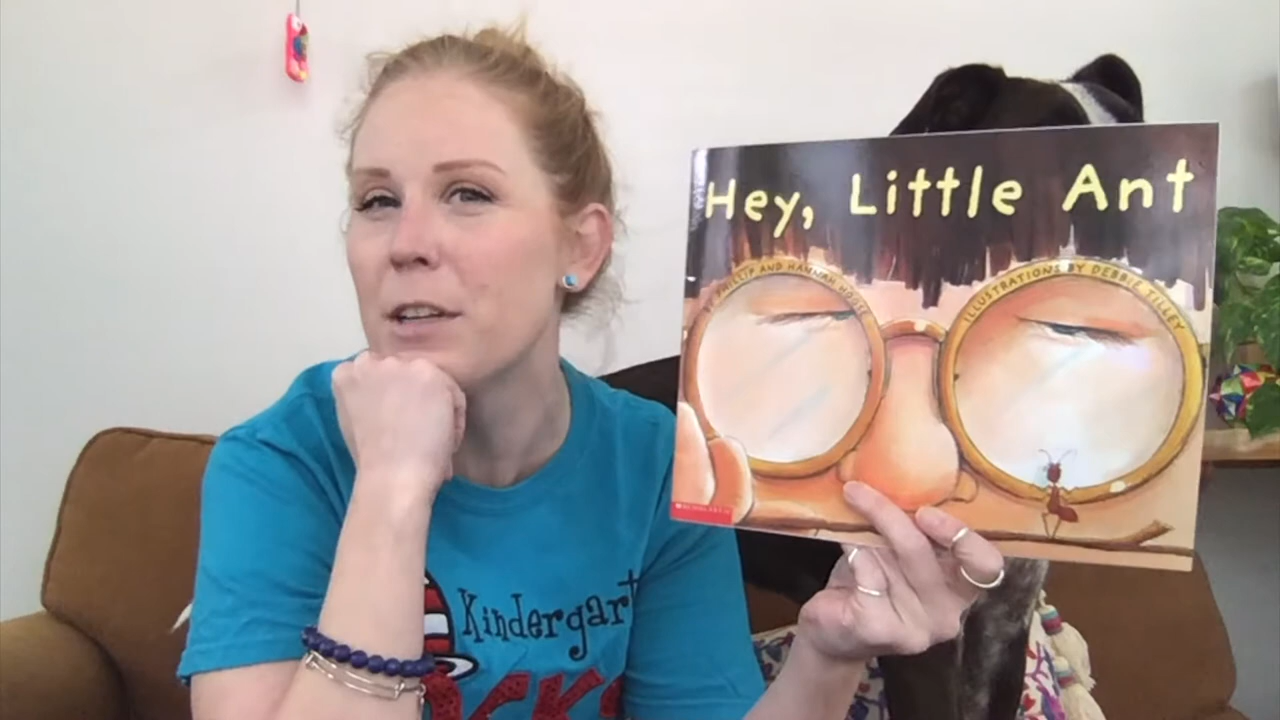 Hey, Little Ant
BY PHILLIP AND HANNAH HOOSE
ILLUSTRATIONS BY DEBBIE TILLEY
SCHOLASTIC
Kindergart